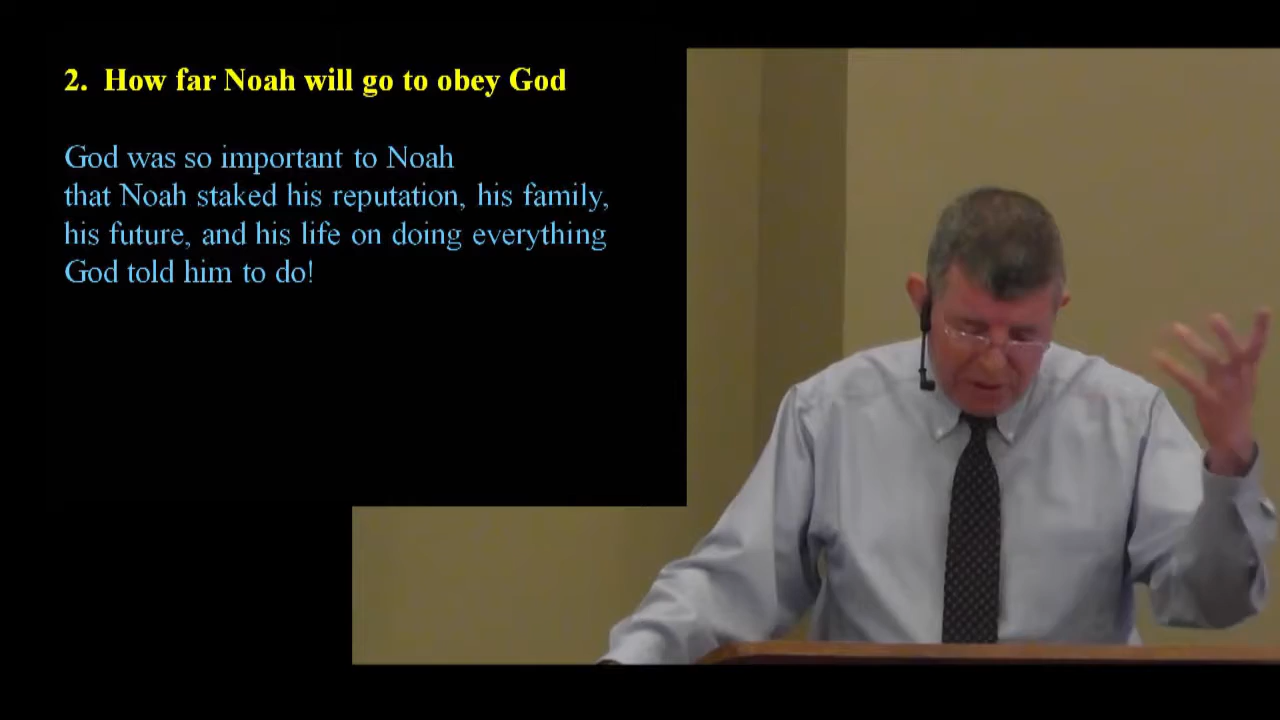 2. How far Noah will go to obey God
God was so important to Noah
that Noah staked his reputation, his family,
his future, and his life on doing everything
God told him to do!